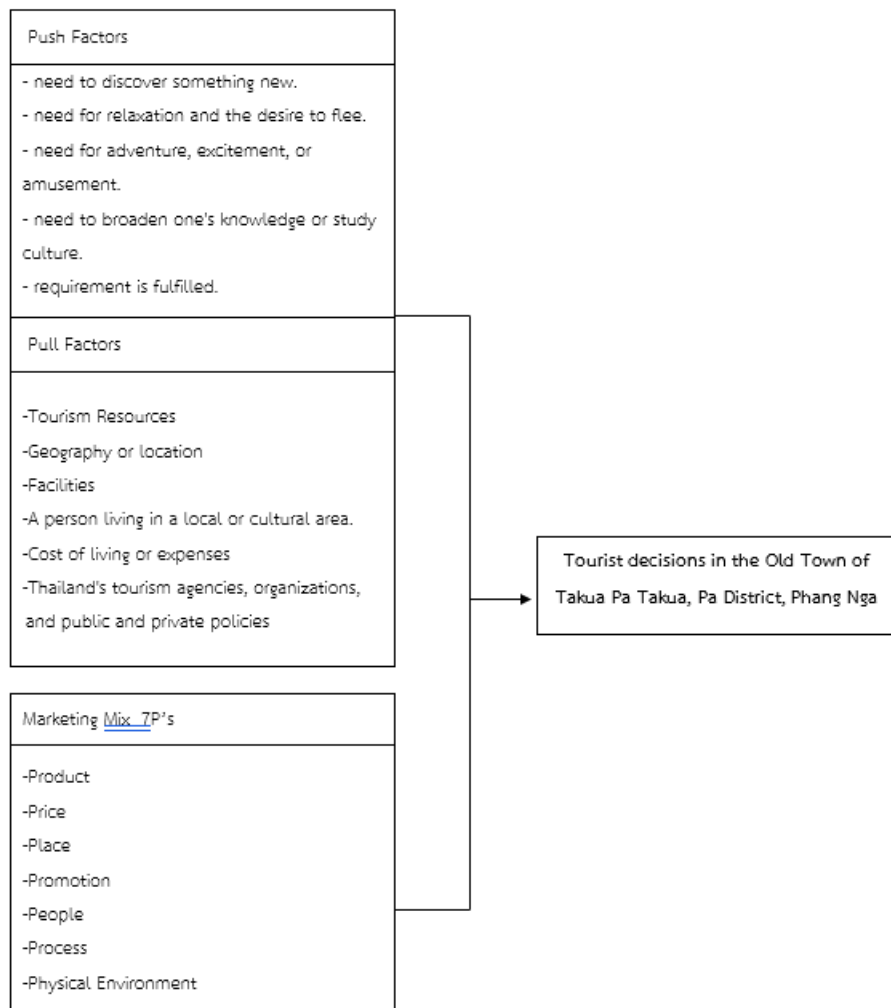 Push Factors
- need to discover something new.
- need for relaxation and the desire to flee.
- need for adventure, excitement, or
amusement.
- need to broaden one's knowledge or study
culture.
- requirement is fulfilled.
Pull Factors
-Tourism Resources
-Geography or location
-Facilities
-A person living in a local or cultural area.
-Cost of living or expenses
-Thailand's tourism agencies, organizations,
and public and private policies
Marketing Mix 7P's
-Product
-Price
-Place
-Promotion
-People
-Process
-Physical Environment
Tourist decisions in the Old Town of
Takua Pa Takua, Pa District, Phang Nga